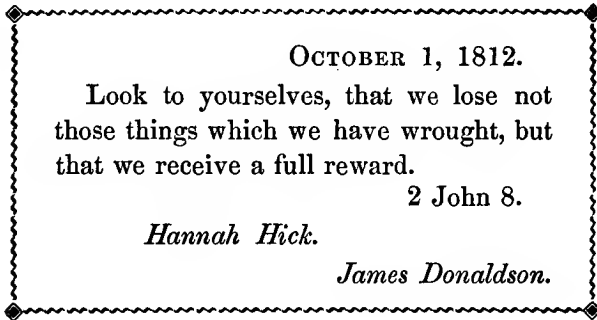 October 1, 1812.
Look to yourselves, that we lose not
those things which we have wrought, but
that we receive a full reward.
2 John 8.
Hannah Hick.
James Donaldson.